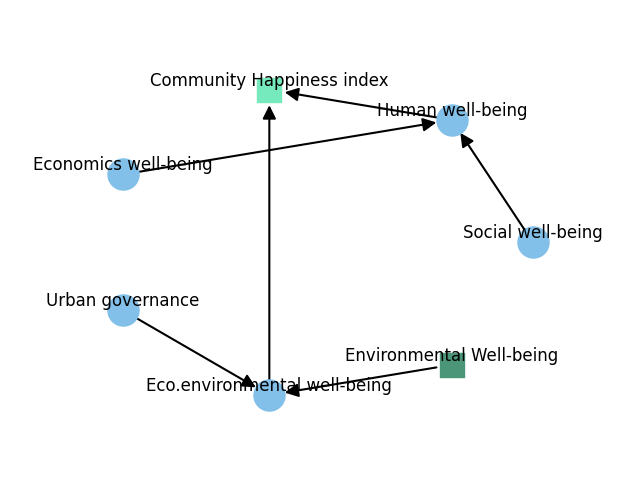 Community Happiness index
Human well-being
Economics well-being
Social well-being
Urban governance
Environmental Well-being
Eco.environmental well-being